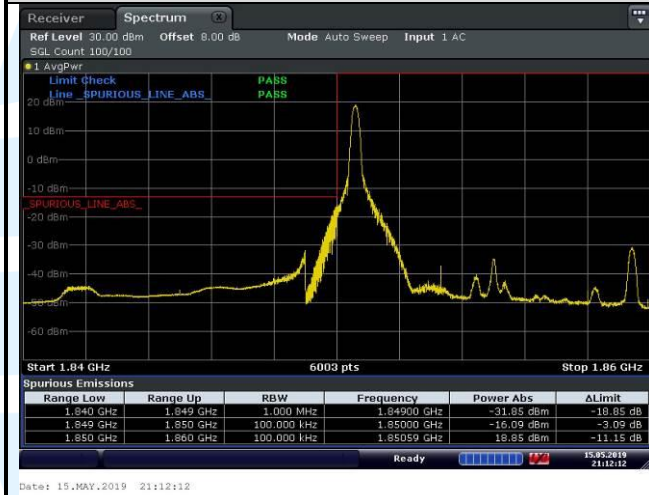 Receiver Spectrum
Ref Level 30.00 dBm Offset 8.00 dB Mode Auto Sweep Input 1 AC
SGL Count 100/100
1 AvgPwr
Limit Check PASS
Line _SPURIOUS_LINE_ABS_ PASS
20 dBm
10 dBm
0 dBm
-10 dBm
_SPURIOUS_LINE_ABS_
-20 dBm
-30 dBm
-40 dBm
-50 dBm
-60 dBm
Start 1.84 GHz 6003 pts Stop 1.86 GHz
Spurious Emissions
Range Low Range Up RBW Frequency Power Abs ΔLimit
1.840 GHz 1.849 GHz 1.000 MHz 1.84900 GHz -31.85 dBm -18.85 dB
1.849 GHz 1.850 GHz 100.000 kHz 1.85000 GHz -16.09 dBm -3.09 dB
1.850 GHz 1.860 GHz 100.000 kHz 1.85059 GHz 18.85 dBm -11.15 dB
Ready 15.05.2019
21:12:12
Date: 15.MAY.2019 21:12:12